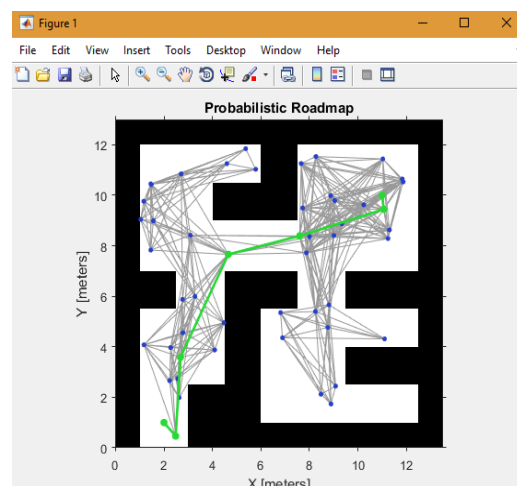 Figure 1
File Edit View Insert Tools Desktop Window Help
Probabilistic Roadmap
12
10
8
6
4
2
0
Y [meters]
0 2 4 6 8 10 12
X [meters]